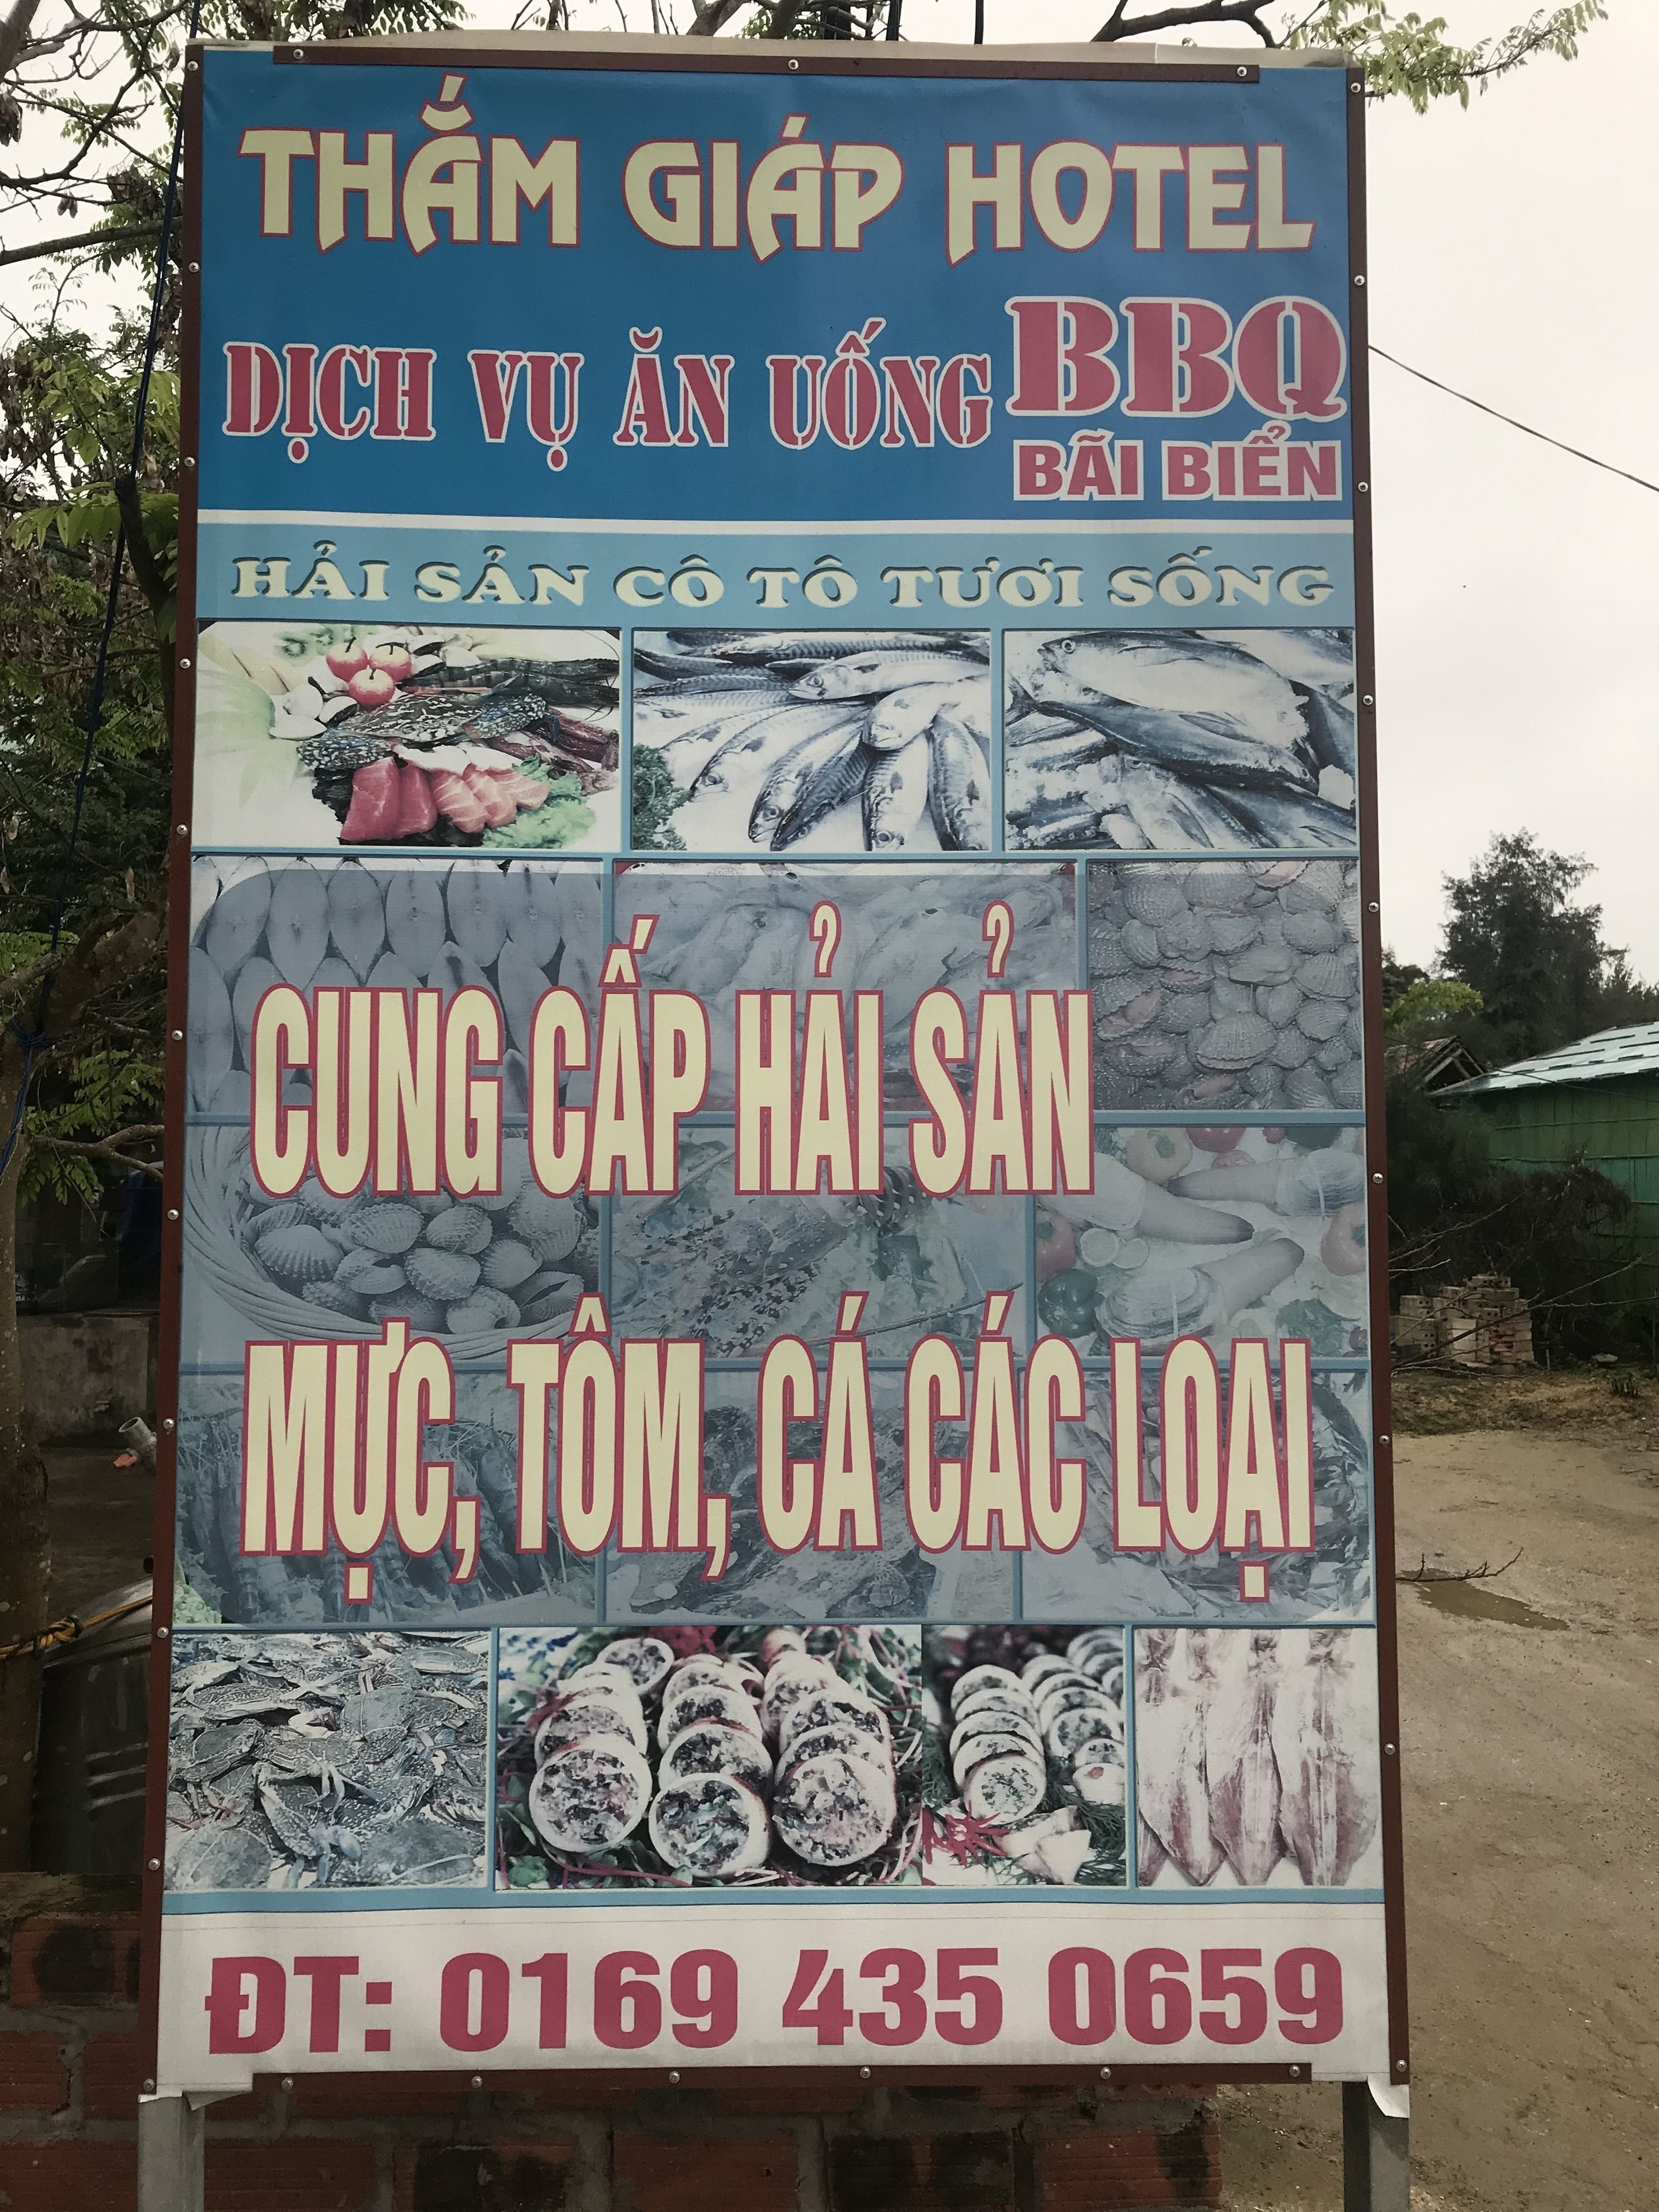 THẮM GIÁP HOTEL
DỊCH VỤ ĂN UỐNG BBQ
BÃI BIỂN
HẢI SẢN CÔ TÔ TƯƠI SỐNG
CUNG CẤP HẢI SẢN
MỰC, TÔM, CÁ CÁC LOẠI
ĐT: 0169 435 0659